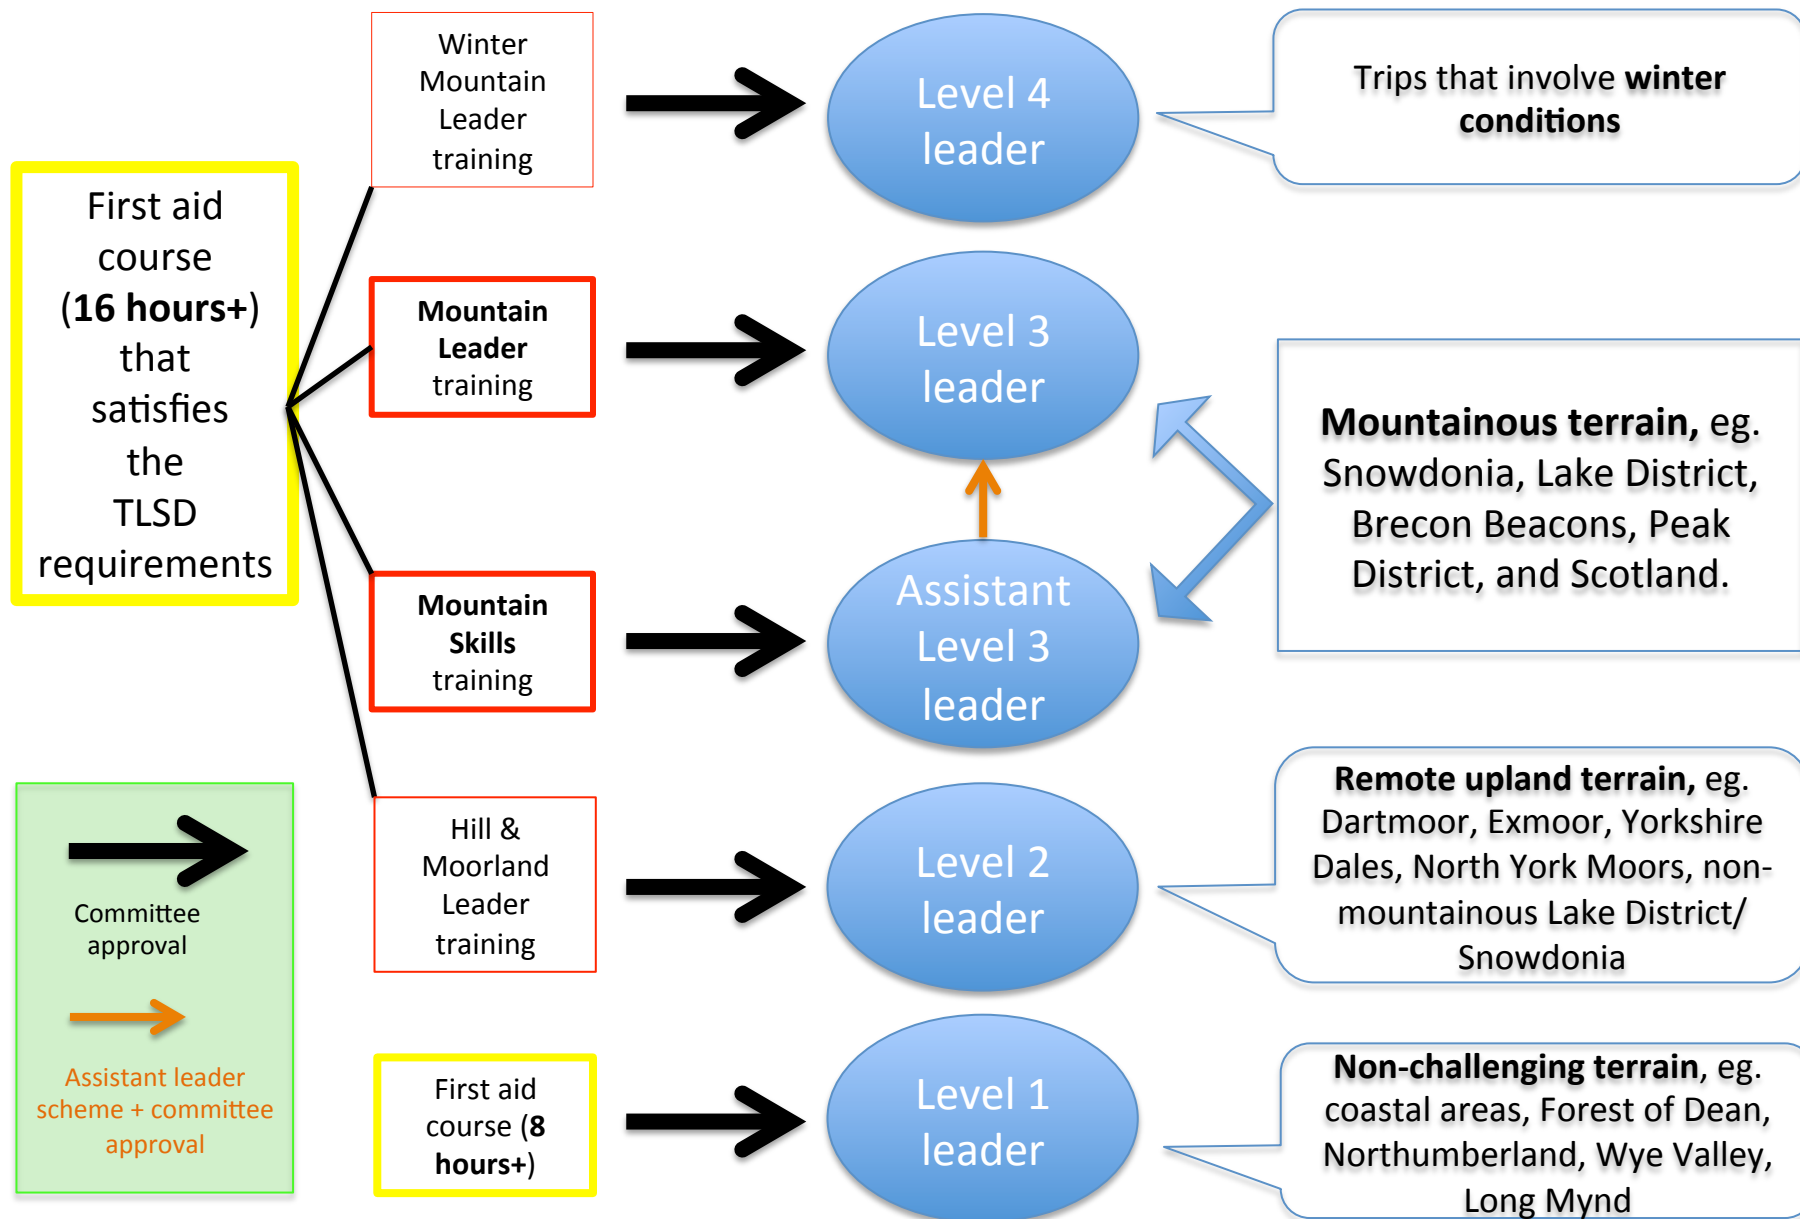 First aid
course
(16 hours+)
that
satisfies
the
TLSD
requirements
Winter
Mountain
Leader
training
Level 4
leader
Trips that involve winter
conditions
Mountain
Leader
training
Level 3
leader
Mountainous terrain, eg.
Snowdonia, Lake District,
Brecon Beacons, Peak
District, and Scotland.
Mountain
Skills
training
Assistant
Level 3
leader
Hill &
Moorland
Leader
training
Level 2
leader
Remote upland terrain, eg.
Dartmoor, Exmoor, Yorkshire
Dales, North York Moors, non-
mountainous Lake District/
Snowdonia
First aid
course (8
hours+)
Level 1
leader
Non-challenging terrain, eg.
coastal areas, Forest of Dean,
Northumberland, Wye Valley,
Long Mynd
Committee
approval
Assistant leader
scheme + committee
approval